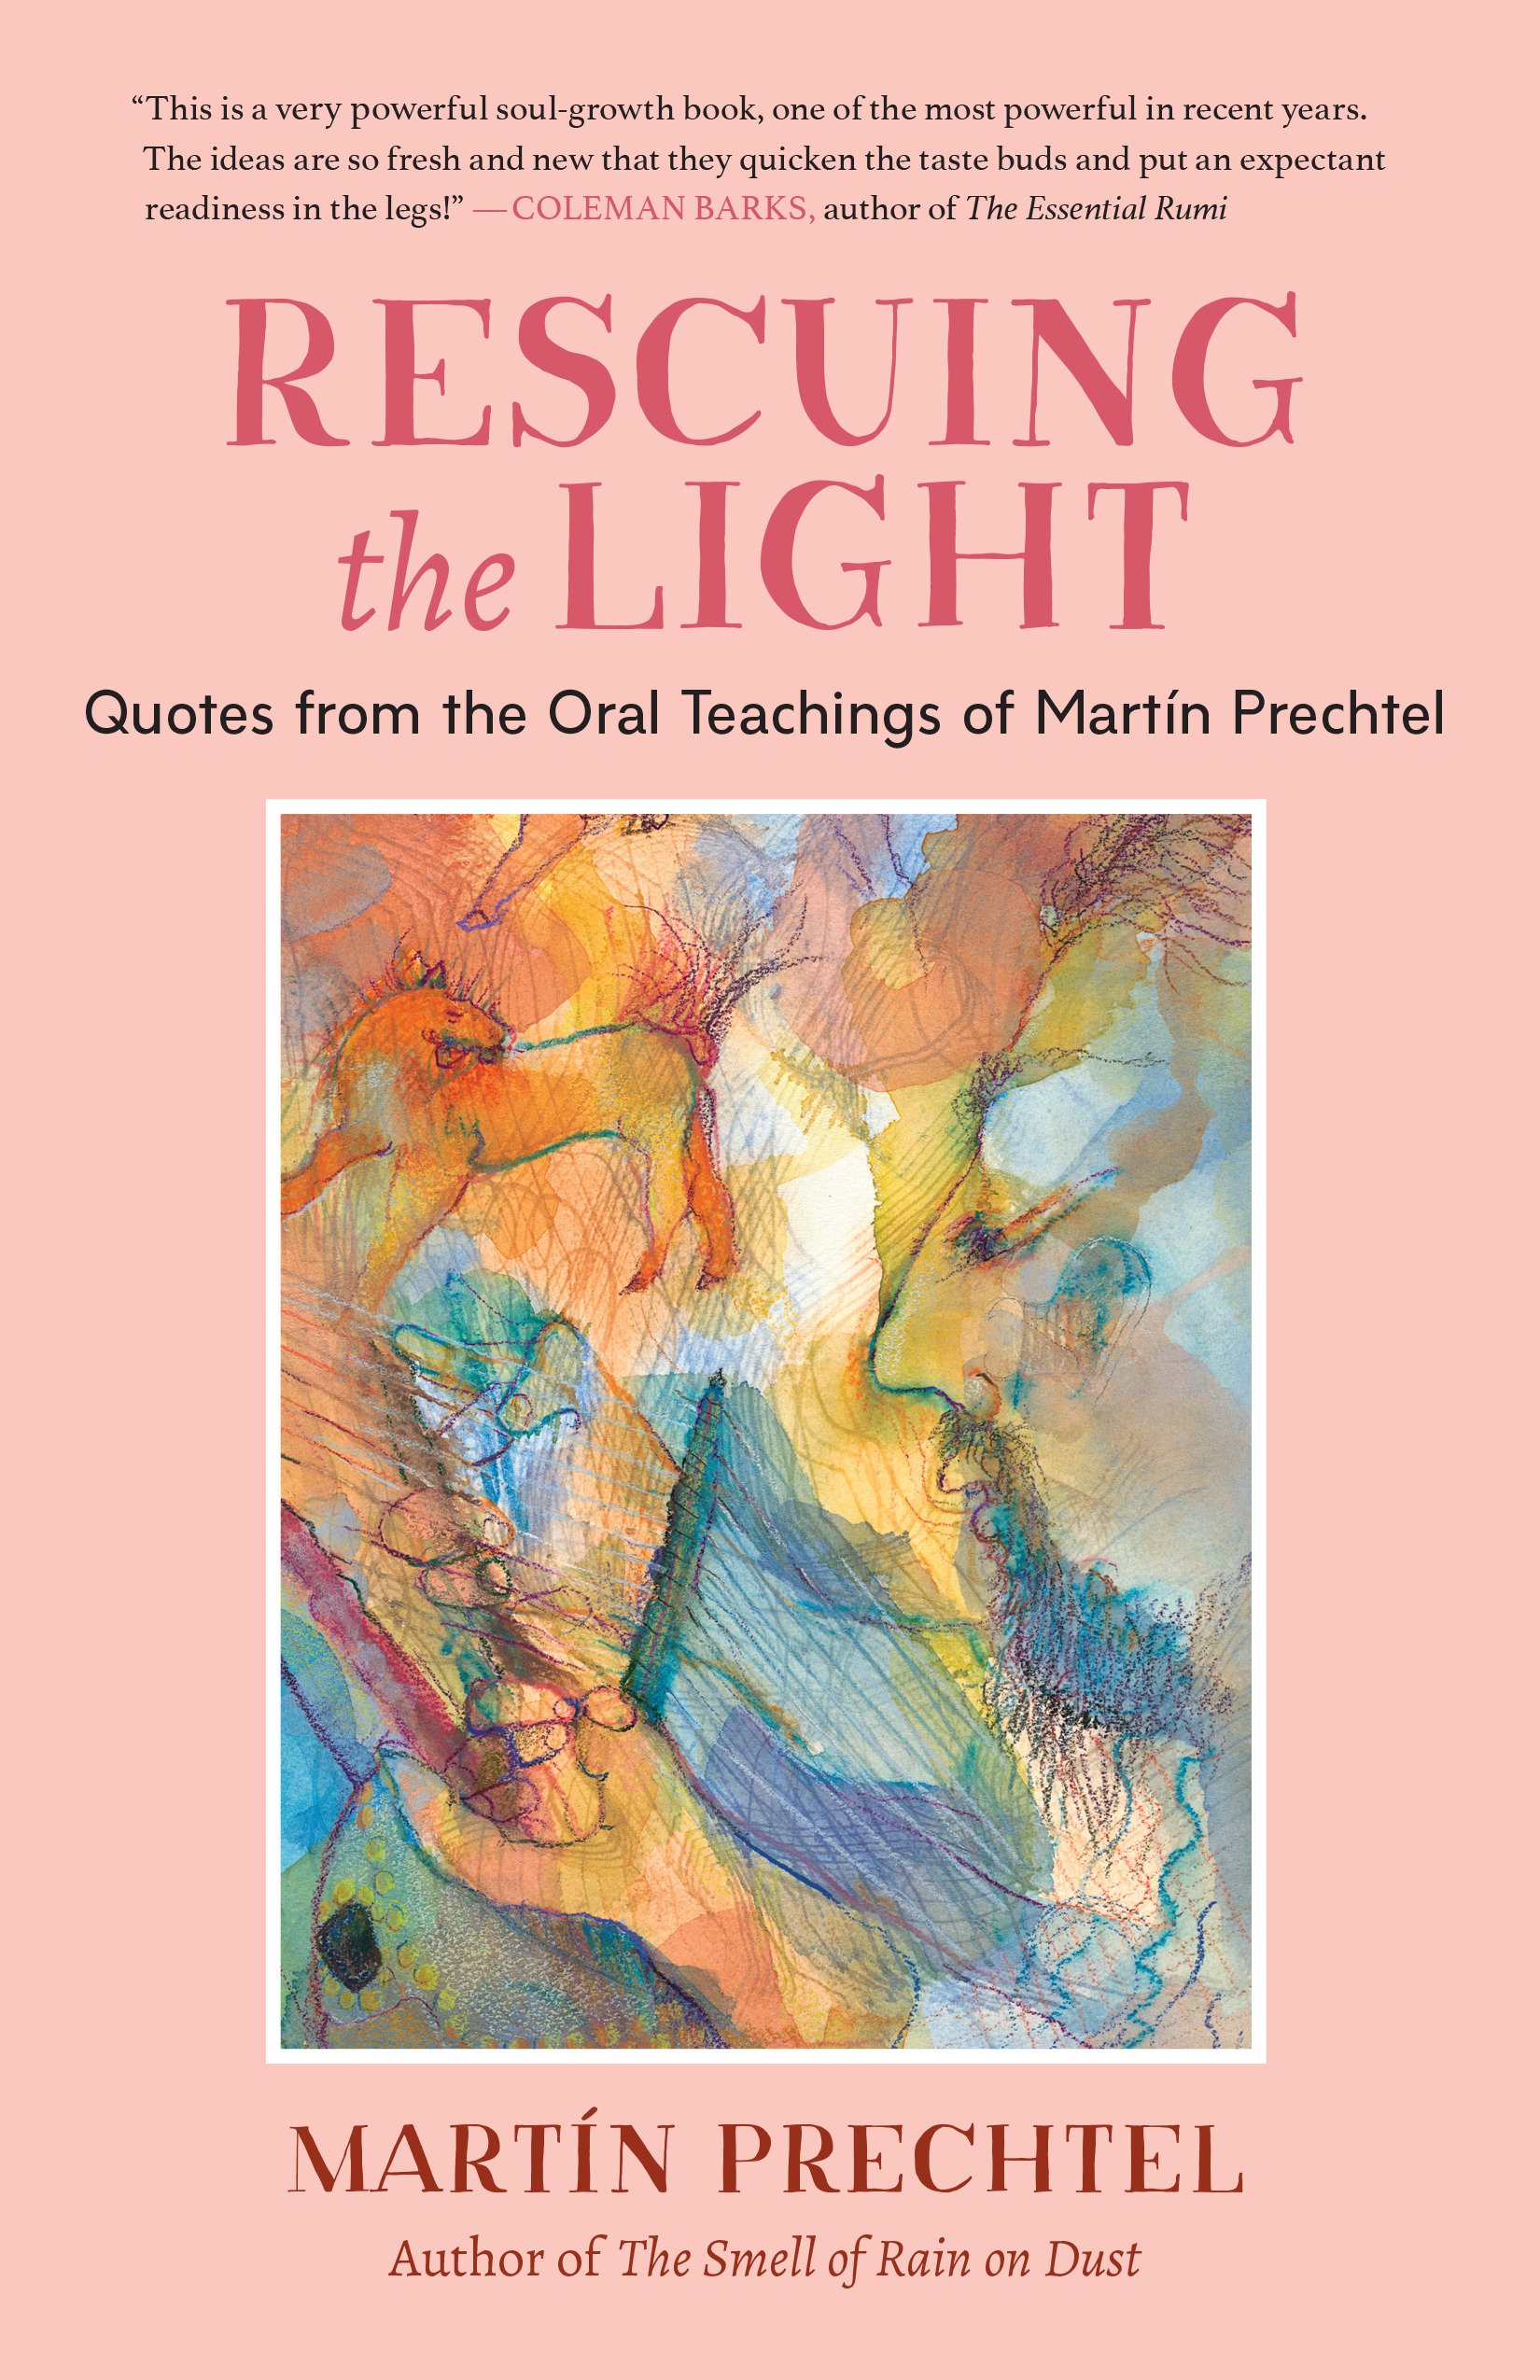 “This is a very powerful soul-growth book, one of the most powerful in recent years.
The ideas are so fresh and new that they quicken the taste buds and put an expectant
readiness in the legs!” —COLEMAN BARKS, author of The Essential Rumi
RESCUING
the LIGHT
Quotes from the Oral Teachings of Martín Prechtel
MARTÍN PRECHTEL
Author of The Smell of Rain on Dust